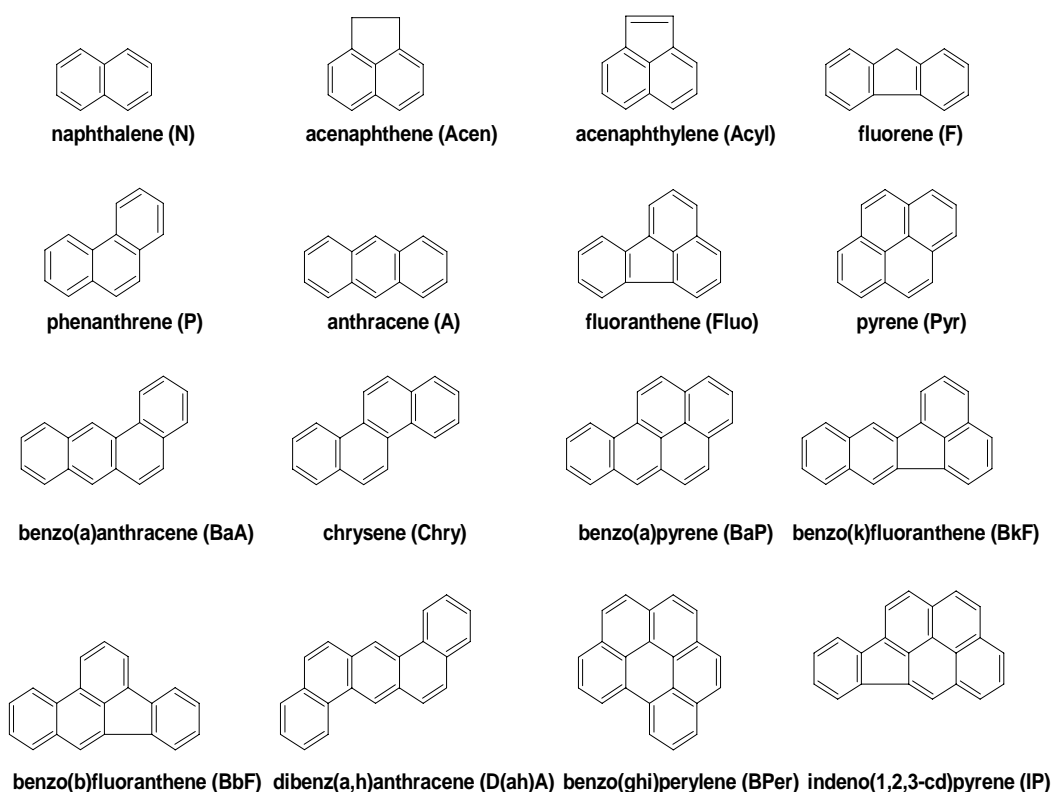 naphthalene (N)
acenaphthene (Acen)
acenaphthylene (Acyl)
fluorene (F)
phenanthrene (P)
anthracene (A)
fluoranthene (Fluo)
pyrene (Pyr)
benzo(a)anthracene (BaA)
chrysene (Chry)
benzo(a)pyrene (BaP)
benzo(k)fluoranthene (BkF)
benzo(b)fluoranthene (BbF)
dibenz(a,h)anthracene (D(ah)A)
benzo(ghi)perylene (BPer)
indeno(1,2,3-cd)pyrene (IP)